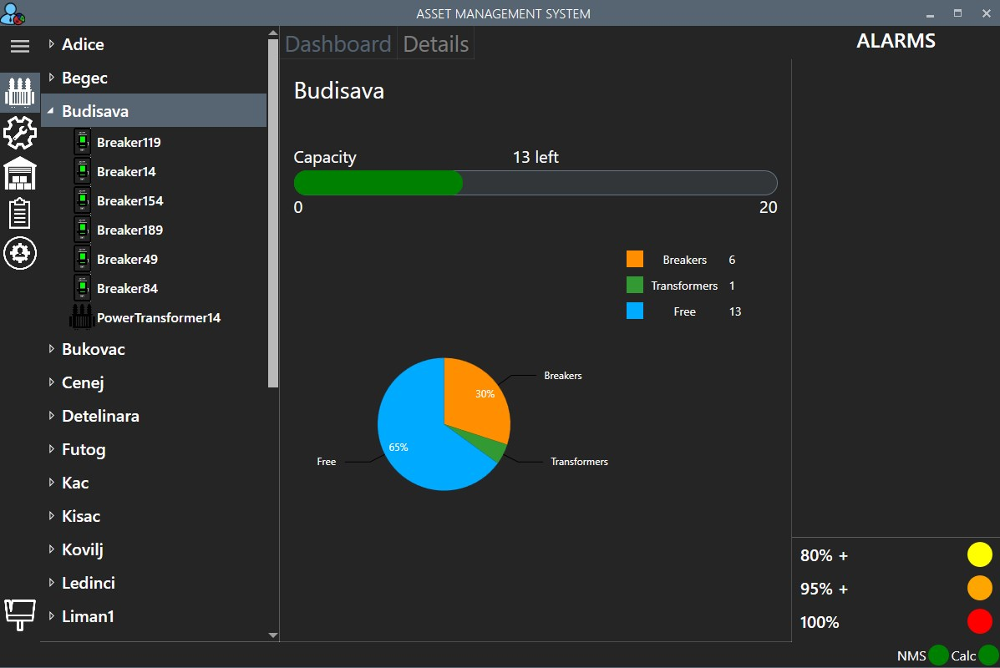 ASSET MANAGEMENT SYSTEM
Adice
Begec
Budisava
Breaker119
Breaker14
Breaker154
Breaker189
Breaker49
Breaker84
PowerTransformer14
Bukovac
Cenej
Detelinara
Futog
Kac
Kisac
Kovilj
Ledinci
Liman1
Dashboard Details
Budisava
Capacity 13 left
0 20
Breakers 6
Transformers 1
Free 13
Breakers
30%
65%
Free
Transformers
ALARMS
80% +
95% +
100%
NMS Calc